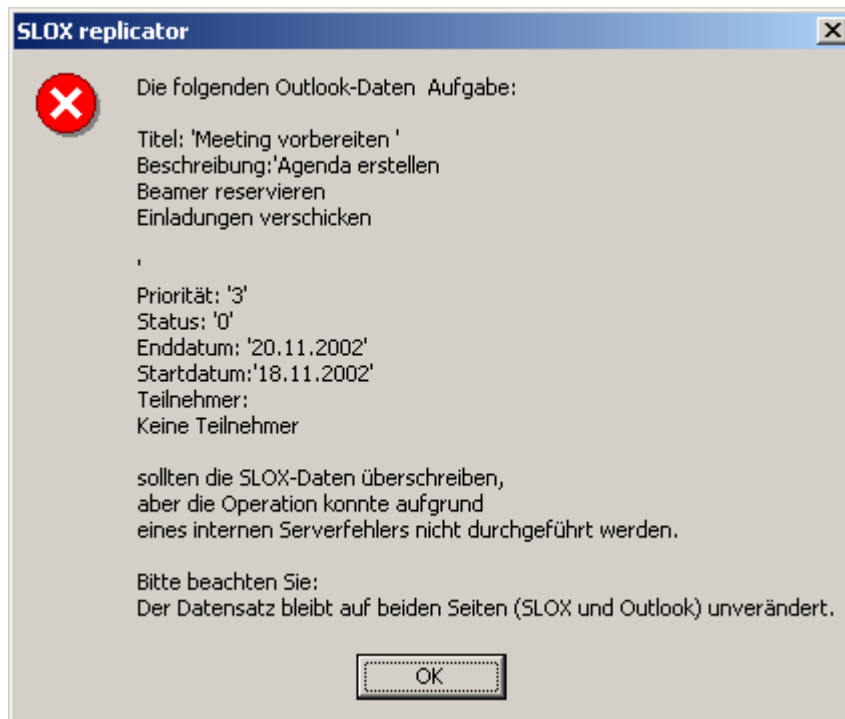 SLOX replicator
Die folgenden Outlook-Daten  Aufgabe:
Titel: 'Meeting vorbereiten '
Beschreibung:'Agenda erstellen
Beamer reservieren
Einladungen verschicken
'
Priorität: '3'
Status: '0'
Enddatum: '20.11.2002'
Startdatum:'18.11.2002'
Teilnehmer:
Keine Teilnehmer
sollten die SLOX-Daten überschreiben,
aber die Operation konnte aufgrund
eines internen Serverfehlers nicht durchgeführt werden.
Bitte beachten Sie:
Der Datensatz bleibt auf beiden Seiten (SLOX und Outlook) unverändert.
OK